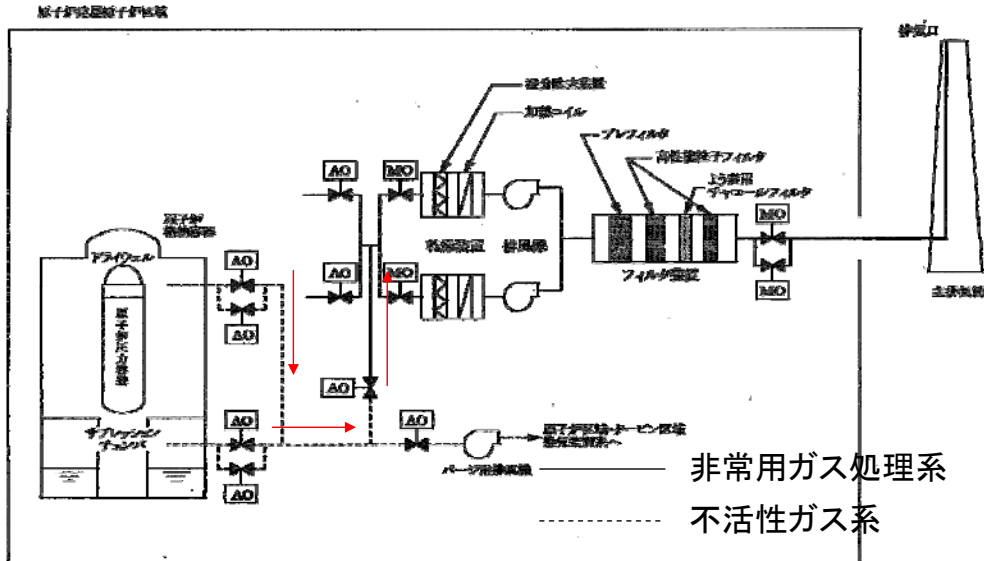 原子炉建屋原子炉区域
排気口
湿分除去装置
加熱コイル
プレフィルタ
高性能粒子フィルタ
よう素用
チャコールフィルタ
AO
MO
MO
原子炉
格納容器
ドライウェル
AO
乾燥装置
排風機
AO
MO
フィルタ装置
MO
主排気筒
原子炉圧力容器
AO
AO
AO
AO
サプレッション
チェンバ
原子炉区域・タービン区域
換気空調系へ
AO
パージ用排風機
非常用ガス処理系
不活性ガス系